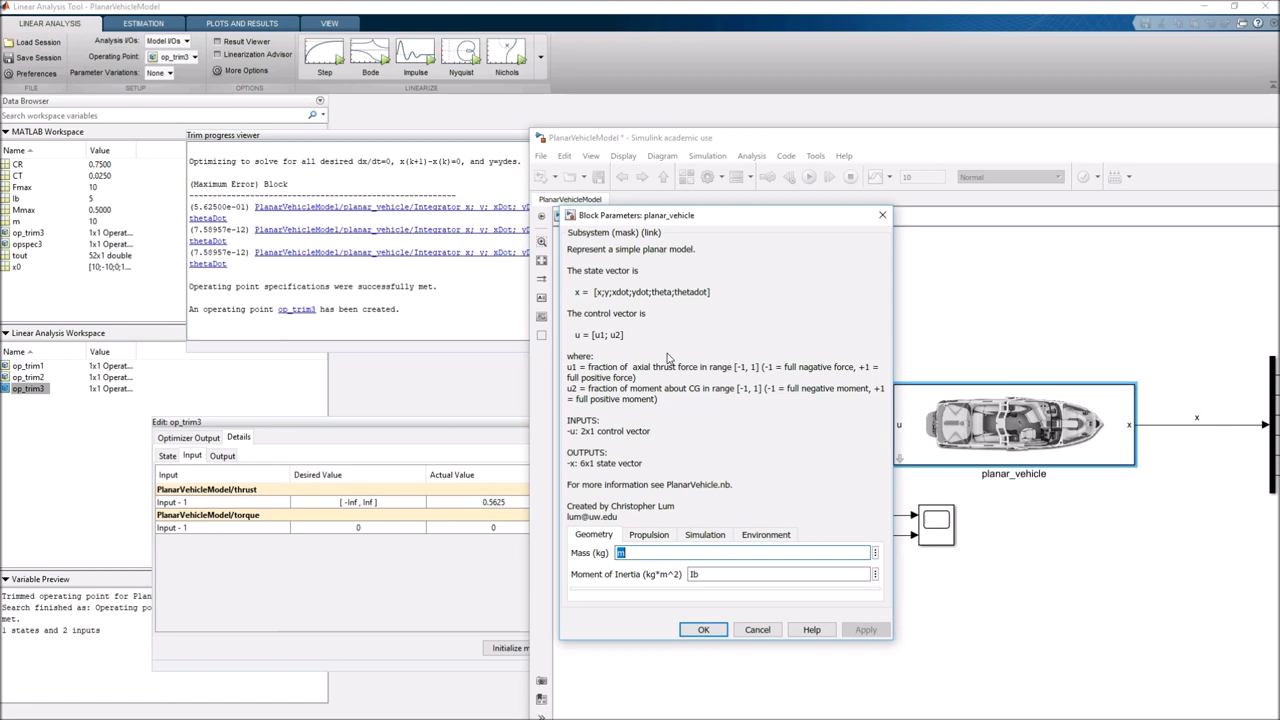 Linear Analysis Tool - PlanarVehicleModel
LINEAR ANALYSIS ESTIMATION PLOTS AND RESULTS VIEW
Load Session
Save Session
Preferences
FILE
Analysis I/Os: Model I/Os
Operating Point: op_trim3
Parameter Variations: None
SETUP
Result Viewer
Linearization Advisor
More Options
OPTIONS
Step Bode Impulse Nyquist Nichols
LINEARIZE
Data Browser
Search workspace variables
MATLAB Workspace
Name Value
CR 0.7500
CT 0.0250
Fmax 10
Ib 5
Mmax 0.5000
m 10
op_trim3 1x1 Operat...
opspec3 1x1 Operat...
tout 52x1 double
x0 [10;-10;0;1...
Linear Analysis Workspace
Name Value
op_trim1 1x1 Operat...
op_trim2 1x1 Operat...
op_trim3 1x1 Operat...
Variable Preview
Trimmed operating point for Plan
Search finished as: Operating po
met.
1 states and 2 inputs
Trim progress viewer
Optimizing to solve for all desired dx/dt=0, x(k+1)-x(k)=0, and y=ydes.
(Maximum Error) Block
(5.62500e-01) PlanarVehicleModel/planar_vehicle/Integrator x; y; xDot; yD
thetaDot
(7.58957e-12) PlanarVehicleModel/planar_vehicle/Integrator x; y; xDot; yD
thetaDot
(7.58957e-12) PlanarVehicleModel/planar_vehicle/Integrator x; y; xDot; yD
thetaDot
Operating point specifications were successfully met.
An operating point op_trim3 has been created.
Edit: op_trim3
Optimizer Output Details
State Input Output
Input Desired Value Actual Value
PlanarVehicleModel/thrust
Input - 1 [ -Inf , Inf ] 0.5625
PlanarVehicleModel/torque
Input - 1 0 0
Initialize m
PlanarVehicleModel * - Simulink academic use
File Edit View Display Diagram Simulation Analysis Code Tools Help
10 Normal
PlanarVehicleModel
Block Parameters: planar_vehicle
Subsystem (mask) (link)
Represent a simple planar model.
The state vector is
x = [x;y;xdot;ydot;theta;thetadot]
The control vector is
u = [u1; u2]
where:
u1 = fraction of axial thrust force in range [-1, 1] (-1 = full nagative force, +1 =
full positive force)
u2 = fraction of moment about CG in range [-1, 1] (-1 = full negative moment, +1
= full positive moment)
INPUTS:
-u: 2x1 control vector
OUTPUTS:
-x: 6x1 state vector
For more information see PlanarVehicle.nb.
Created by Christopher Lum
lum@uw.edu
Geometry Propulsion Simulation Environment
Mass (kg) m
Moment of Inertia (kg*m^2) Ib
OK Cancel Help Apply
u x
planar_vehicle
x